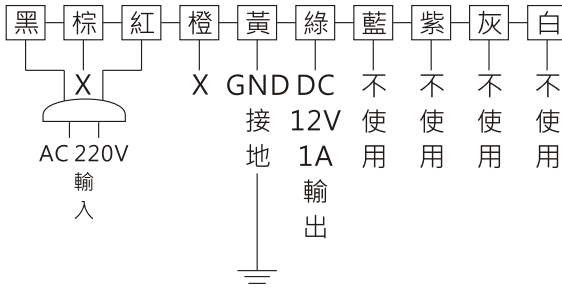 黑 棕 紅 橙 黃 綠 藍 紫 灰 白
X
AC 220V
輸入
X
GND
接地
DC
12V
1A
輸出
不使用
不使用
不使用
不使用